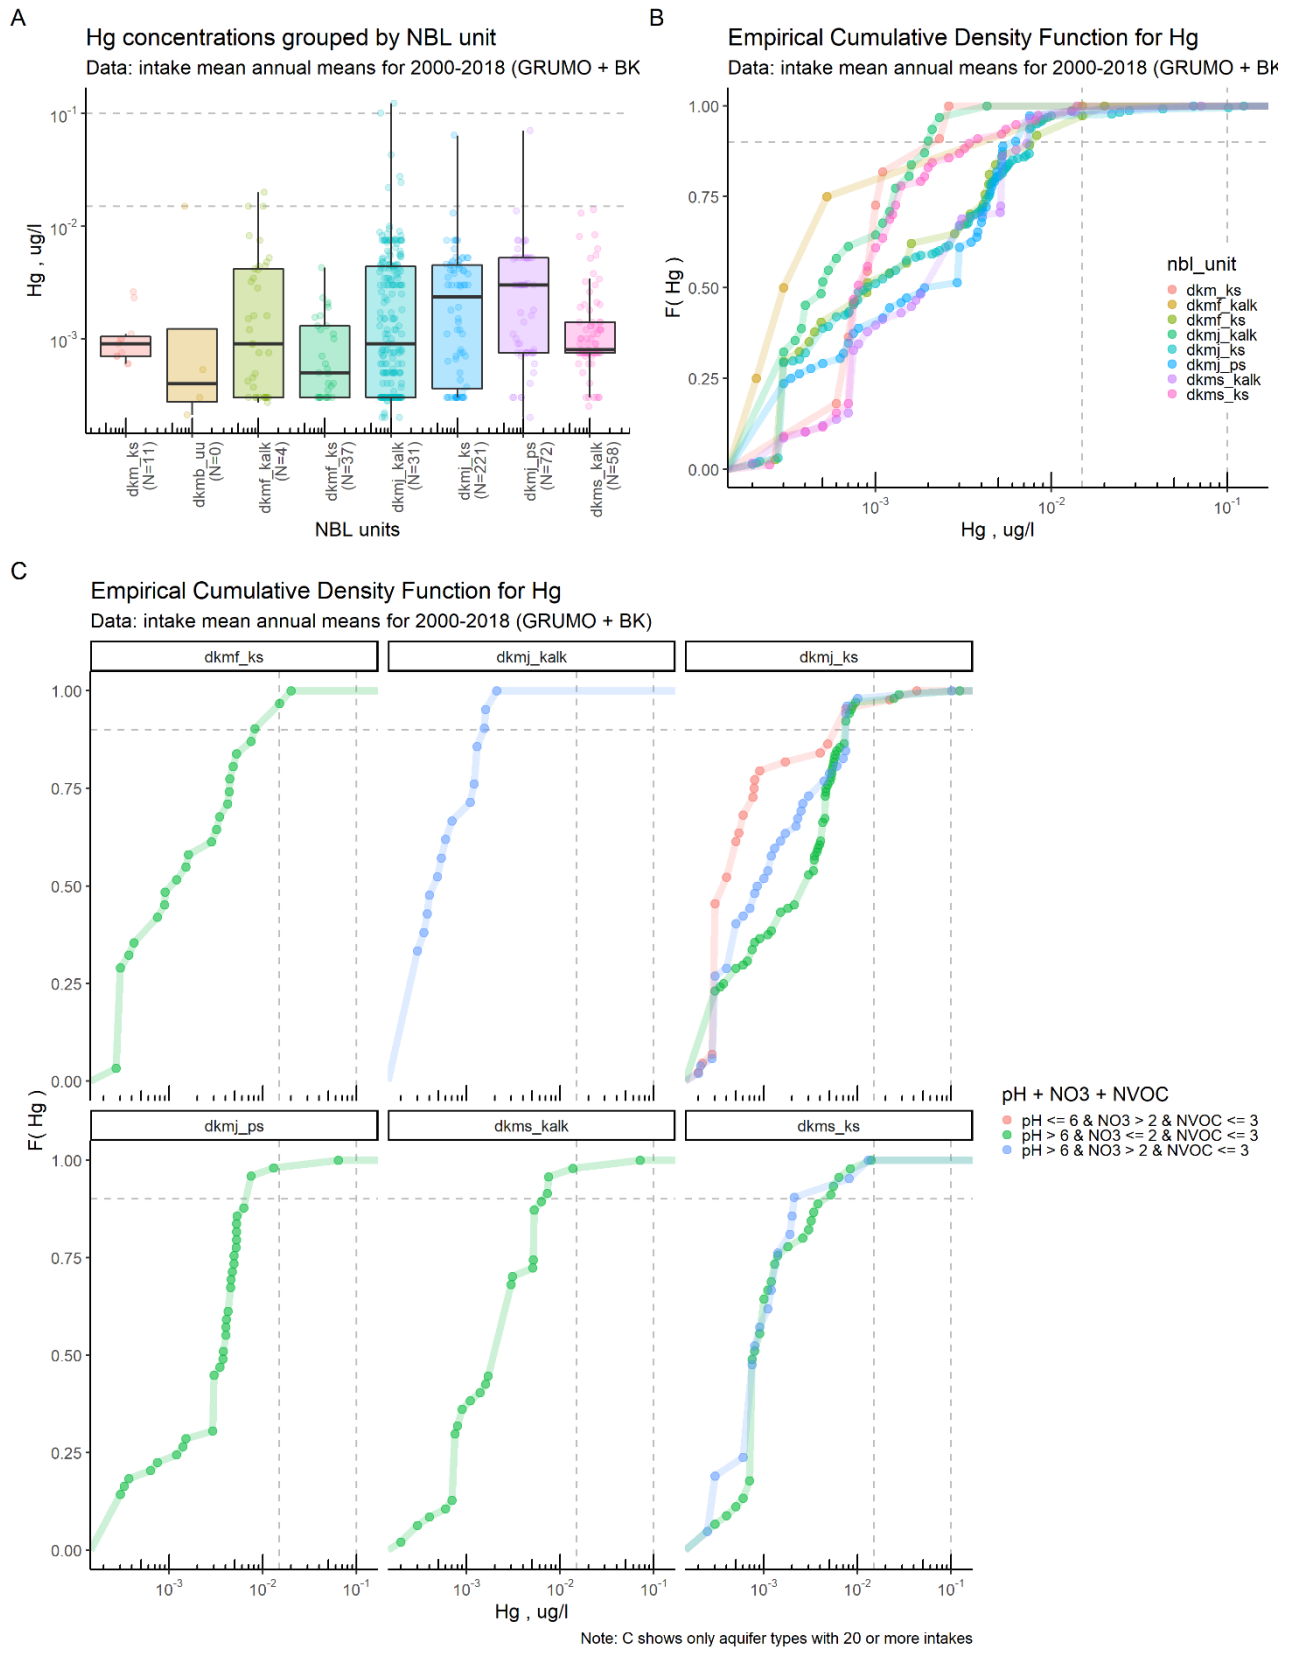 A
Hg concentrations grouped by NBL unit
Data: intake mean annual means for 2000-2018 (GRUMO + BK
Hg , ug/l
10⁻¹
10⁻²
10⁻³
dkm_ks
(N=11)
dkmb_uu
(N=0)
dkmf_kalk
(N=4)
dkmf_ks
(N=37)
dkmj_kalk
(N=31)
dkmj_ks
(N=221)
dkmj_ps
(N=72)
dkms_kalk
(N=58)
NBL units
B
Empirical Cumulative Density Function for Hg
Data: intake mean annual means for 2000-2018 (GRUMO + BK
F( Hg )
1.00
0.75
0.50
0.25
0.00
10⁻³
10⁻²
10⁻¹
Hg , ug/l
nbl_unit
dkm_ks
dkmf_kalk
dkmf_ks
dkmj_kalk
dkmj_ks
dkmj_ps
dkms_kalk
dkms_ks
C
Empirical Cumulative Density Function for Hg
Data: intake mean annual means for 2000-2018 (GRUMO + BK)
dkmf_ks
dkmj_kalk
dkmj_ks
1.00
0.75
0.50
0.25
0.00
F( Hg )
dkmj_ps
dkms_kalk
dkms_ks
1.00
0.75
0.50
0.25
0.00
10⁻³
10⁻²
10⁻¹
10⁻³
10⁻²
10⁻¹
10⁻³
10⁻²
10⁻¹
Hg , ug/l
pH + NO3 + NVOC
pH <= 6 & NO3 > 2 & NVOC <= 3
pH > 6 & NO3 <= 2 & NVOC <= 3
pH > 6 & NO3 > 2 & NVOC <= 3
Note: C shows only aquifer types with 20 or more intakes